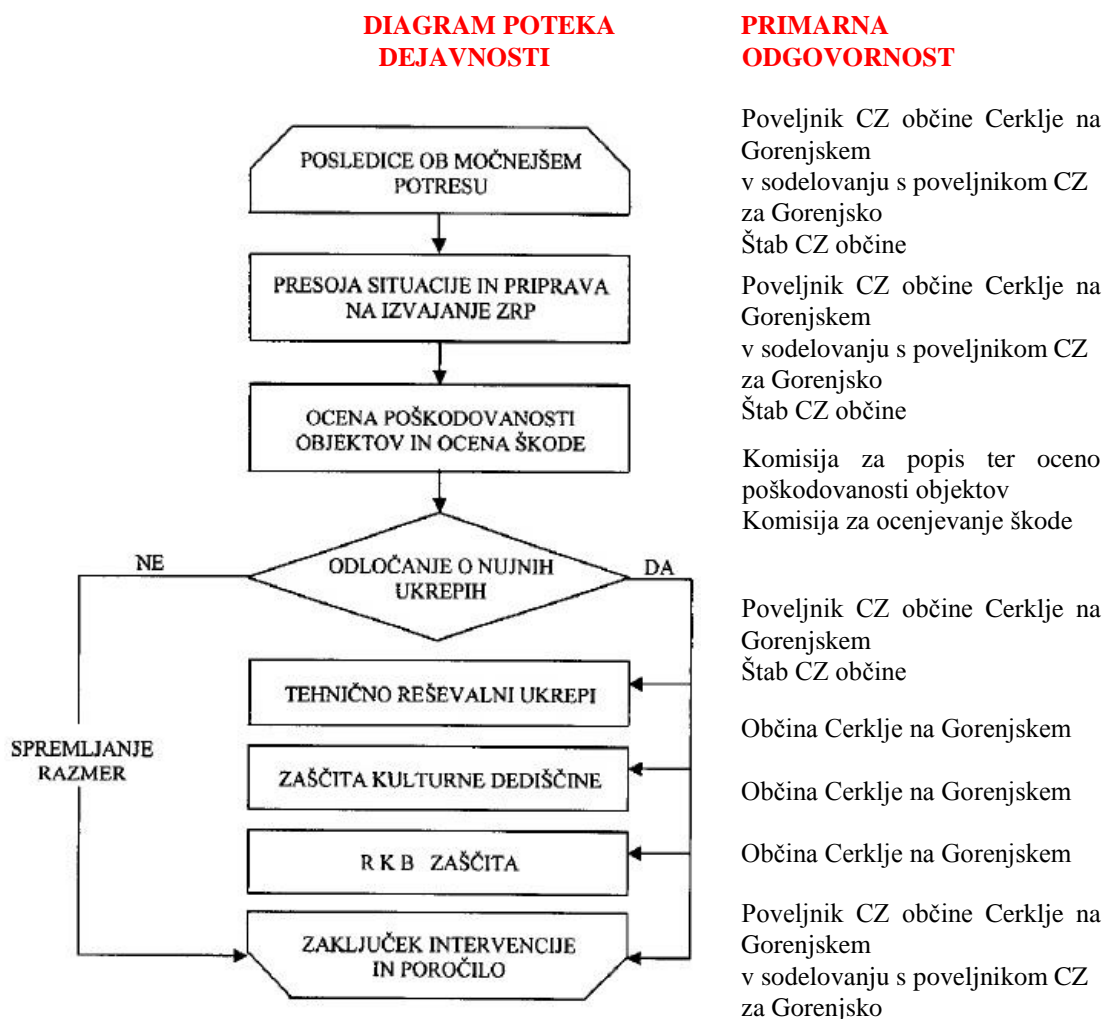 DIAGRAM POTEKA
DEJAVNOSTI
PRIMARNA
ODGOVORNOST
POSLEDICE OB MOČNEJŠEM
POTRESU
Poveljnik CZ občine Cerklje na
Gorenjskem
v sodelovanju s poveljnikom CZ
za Gorenjsko
Štab CZ občine
PRESOJA SITUACIJE IN PRIPRAVA
NA IZVAJANJE ZRP
Poveljnik CZ občine Cerklje na
Gorenjskem
v sodelovanju s poveljnikom CZ
za Gorenjsko
Štab CZ občine
OCENA POŠKODOVANOSTI
OBJEKTOV IN OCENA ŠKODE
Komisija za popis ter oceno
poškodovanosti objektov
Komisija za ocenjevanje škode
NE
ODLOČANJE O NUJNIH
UKREPIH
DA
Poveljnik CZ občine Cerklje na
Gorenjskem
Štab CZ občine
TEHNIČNO REŠEVALNI UKREPI
Občina Cerklje na Gorenjskem
SPREMLJANJE
RAZMER
ZAŠČITA KULTURNE DEDIŠČINE
Občina Cerklje na Gorenjskem
R K B ZAŠČITA
Občina Cerklje na Gorenjskem
ZAKLJUČEK INTERVENCIJE
IN POROČILO
Poveljnik CZ občine Cerklje na
Gorenjskem
v sodelovanju s poveljnikom CZ
za Gorenjsko